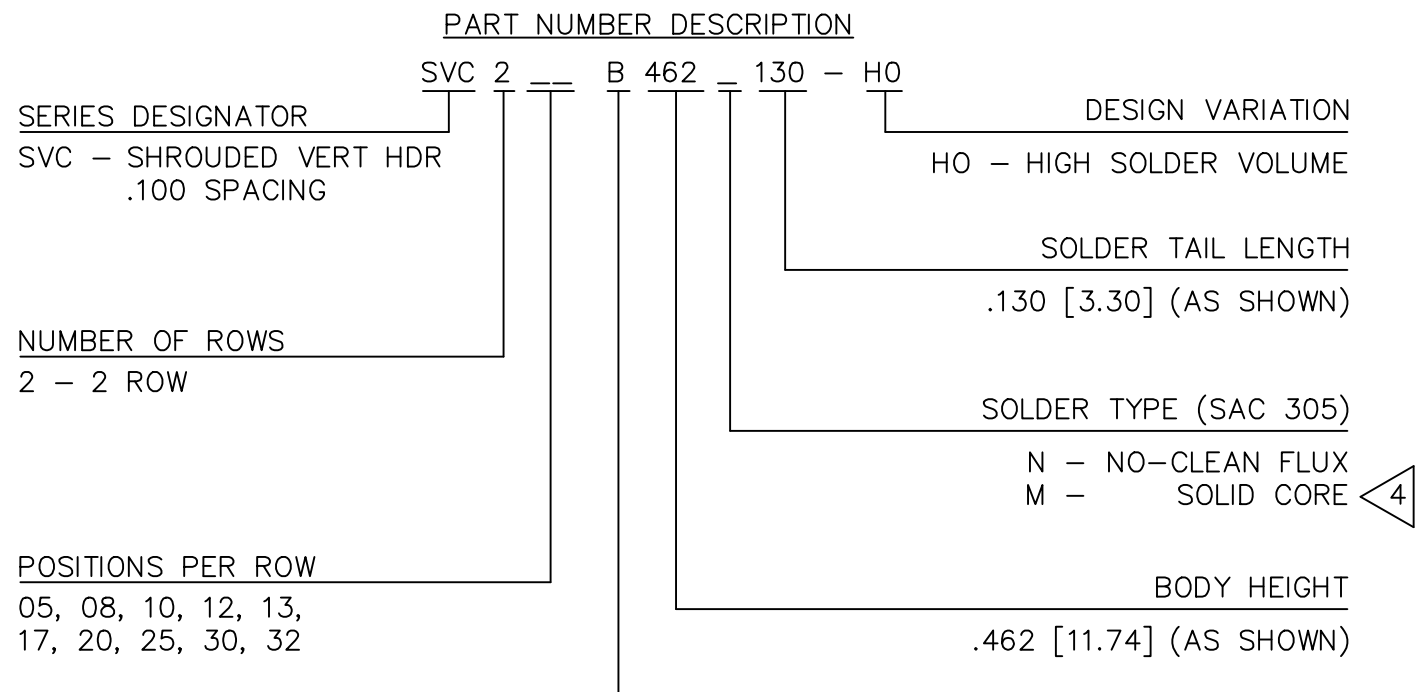 PART NUMBER DESCRIPTION
SVC 2 __ B 462 _ 130 - HO
SERIES DESIGNATOR
SVC - SHROUDED VERT HDR
.100 SPACING
DESIGN VARIATION
HO - HIGH SOLDER VOLUME
SOLDER TAIL LENGTH
.130 [3.30] (AS SHOWN)
NUMBER OF ROWS
2 - 2 ROW
SOLDER TYPE (SAC 305)
N - NO-CLEAN FLUX
M - SOLID CORE 4
POSITIONS PER ROW
05, 08, 10, 12, 13,
17, 20, 25, 30, 32
BODY HEIGHT
.462 [11.74] (AS SHOWN)